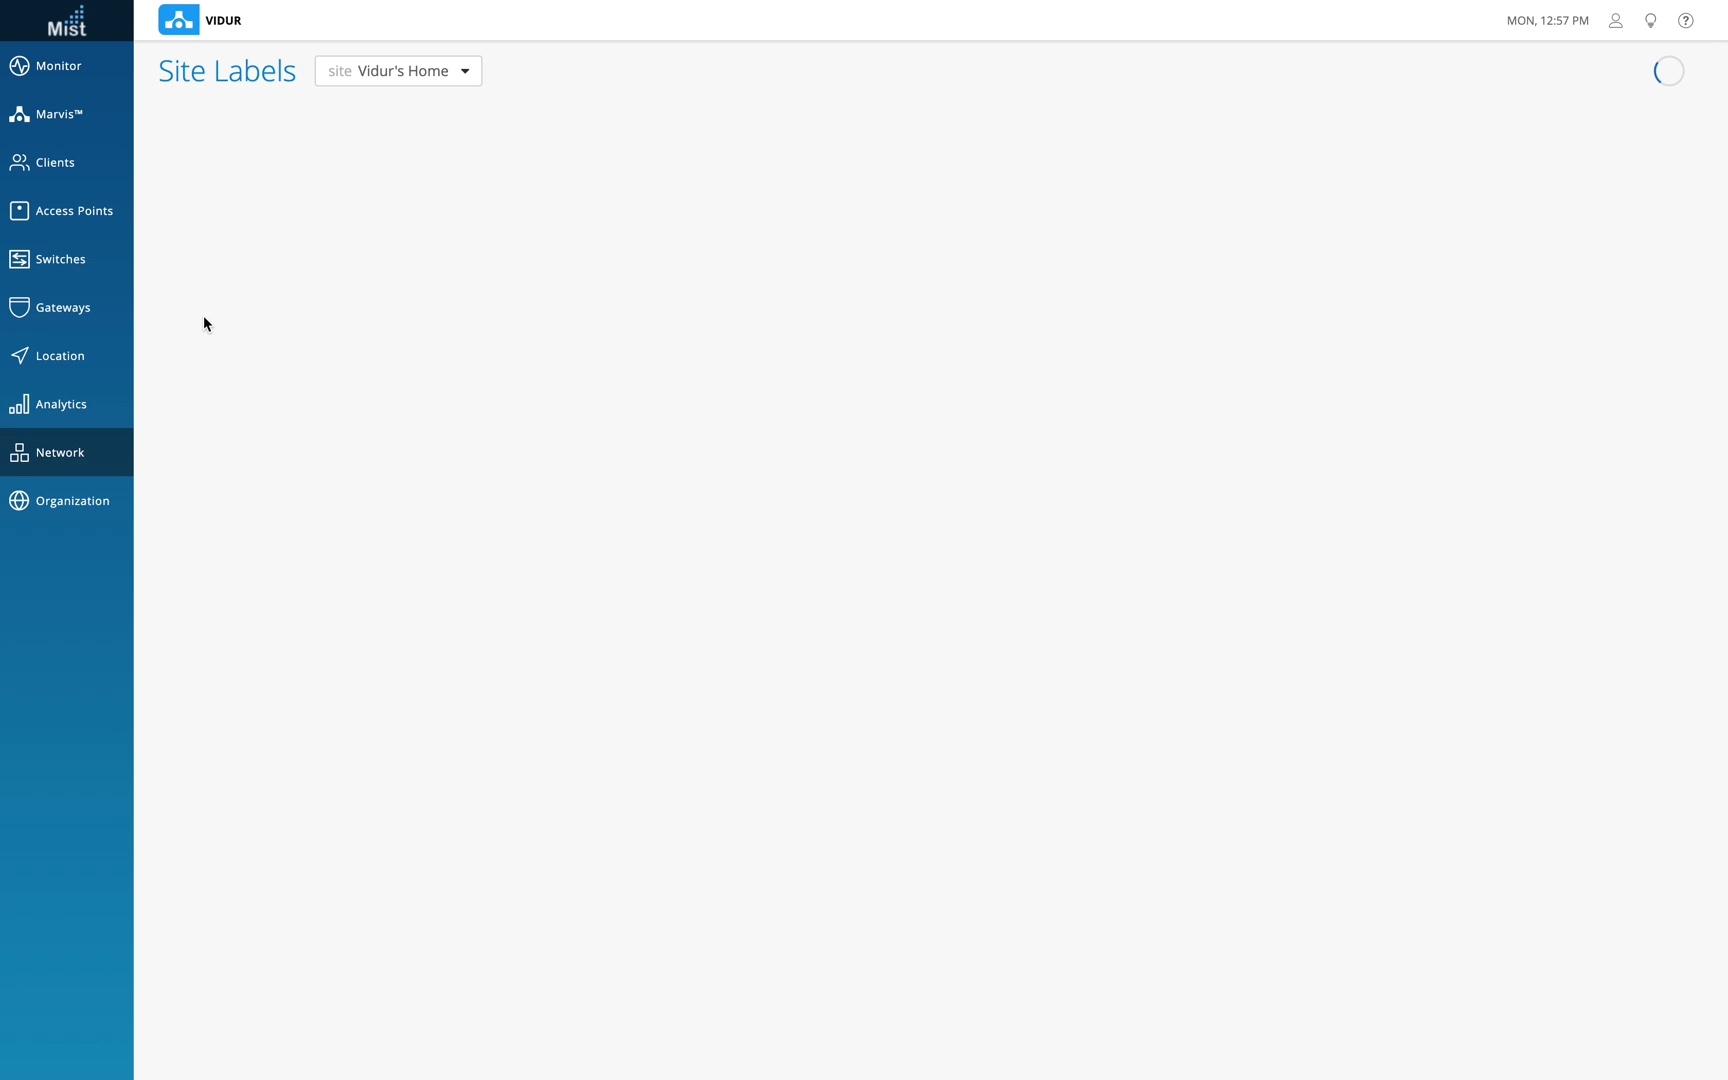 Mist
VIDUR
MON, 12:57 PM
?
Site Labels
site Vidur's Home
Monitor
Marvis™
Clients
Access Points
Switches
Gateways
Location
Analytics
Network
Organization